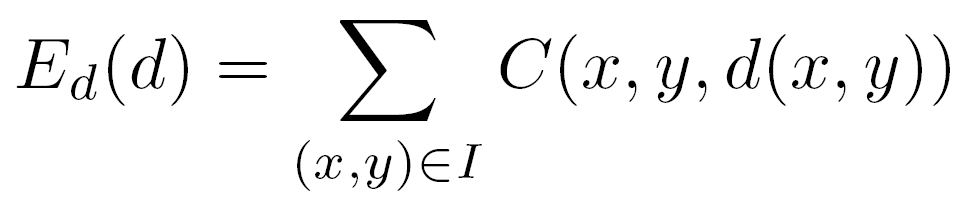 E_d(d) = \sum_{(x,y)\in I} C(x, y, d(x, y))